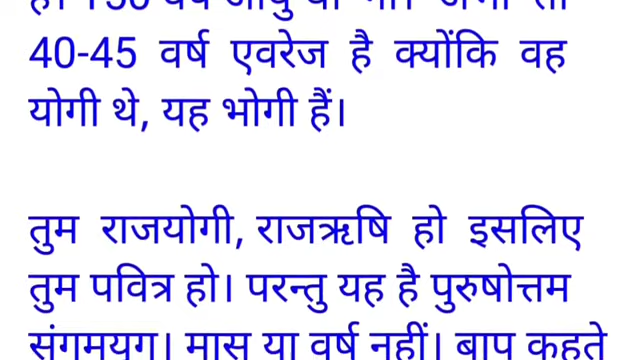 40-45 वर्ष एवरेज है क्योंकि वह
योगी थे, यह भोगी हैं।
तुम राजयोगी, राजऋषि हो इसलिए
तुम पवित्र हो। परन्तु यह है पुरुषोत्तम
संगमयुग। मास या वर्ष नहीं। बाप कहते